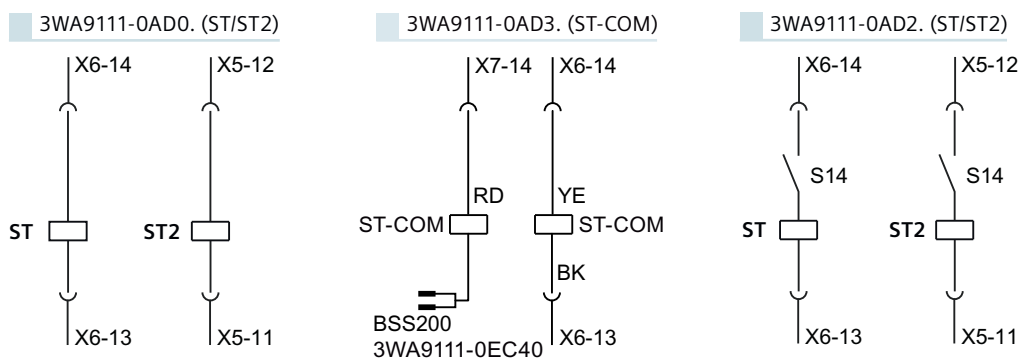 3WA9111-0AD0. (ST/ST2)
X6-14
X5-12
ST
ST2
X6-13
X5-11
3WA9111-0AD3. (ST-COM)
X7-14
X6-14
RD
YE
ST-COM
ST-COM
BK
BSS200
3WA9111-0EC40
X6-13
3WA9111-0AD2. (ST/ST2)
X6-14
X5-12
S14
S14
ST
ST2
X6-13
X5-11